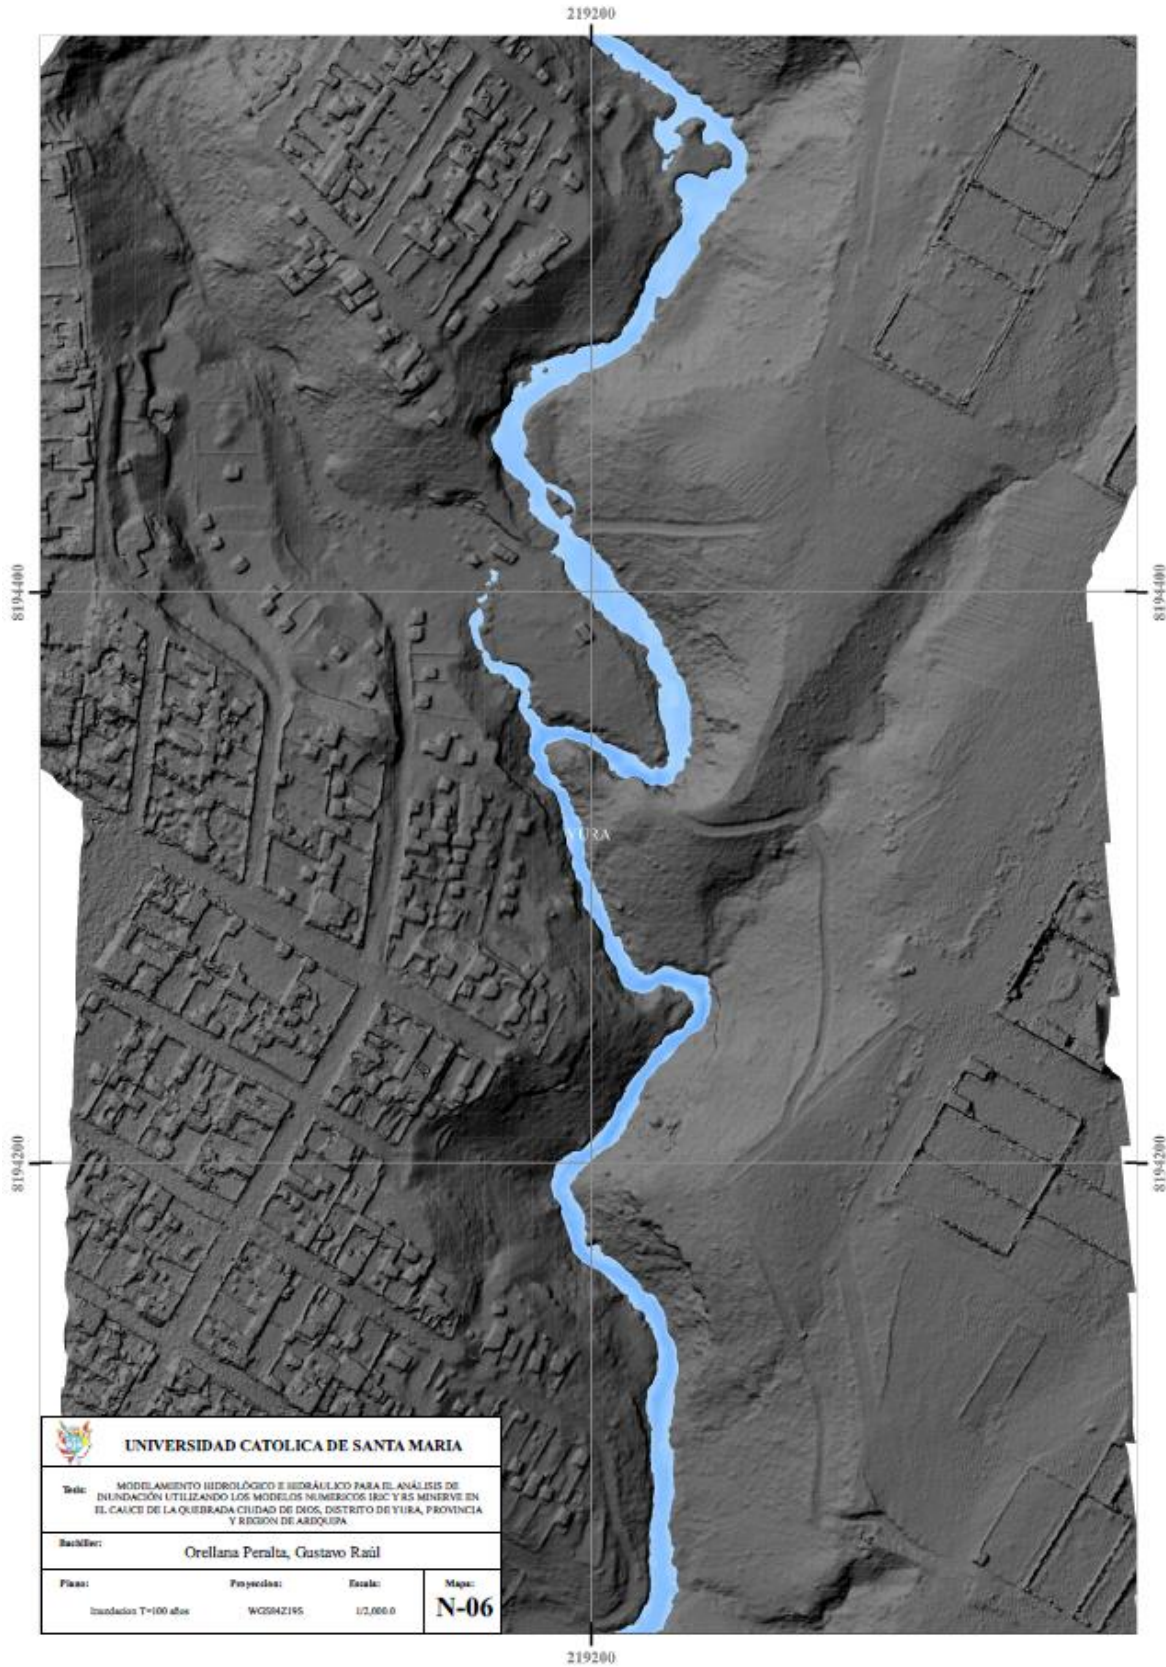 219200
8194400
8194400
YURA
8194200
8194200
UNIVERSIDAD CATOLICA DE SANTA MARIA
Tesis: MODELAMIENTO HIDROLÓGICO E HIDRÁULICO PARA EL ANÁLISIS DE
INUNDACIÓN UTILIZANDO LOS MODELOS NUMERICOS IRIC Y RS MINERVE EN
EL CAUCE DE LA QUEBRADA CIUDAD DE DIOS, DISTRITO DE YURA, PROVINCIA
Y REGION DE AREQUIPA
Bachiller:
Orellana Peralta, Gustavo Raúl
Plano: Proyeccion: Escala: Mapa:
Inundacion T=100 años WGS84Z19S 1/2,000.0 N-06
219200